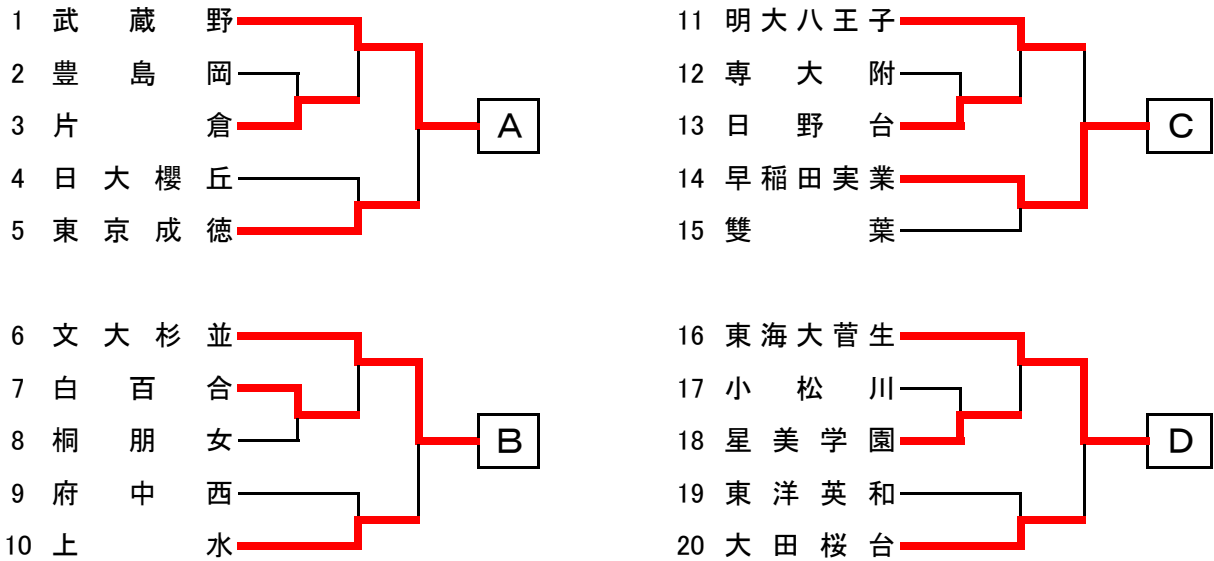 1 武蔵野
2 豊島岡
3 片倉
4 日大櫻丘
5 東京成徳
A
6 文大杉並
7 白百合
8 桐朋女
9 府中西
10 上水
B
11 明大八王子
12 専大附
13 日野台
14 早稲田実業
15 雙葉
C
16 東海大菅生
17 小松川
18 星美学園
19 東洋英和
20 大田桜台
D